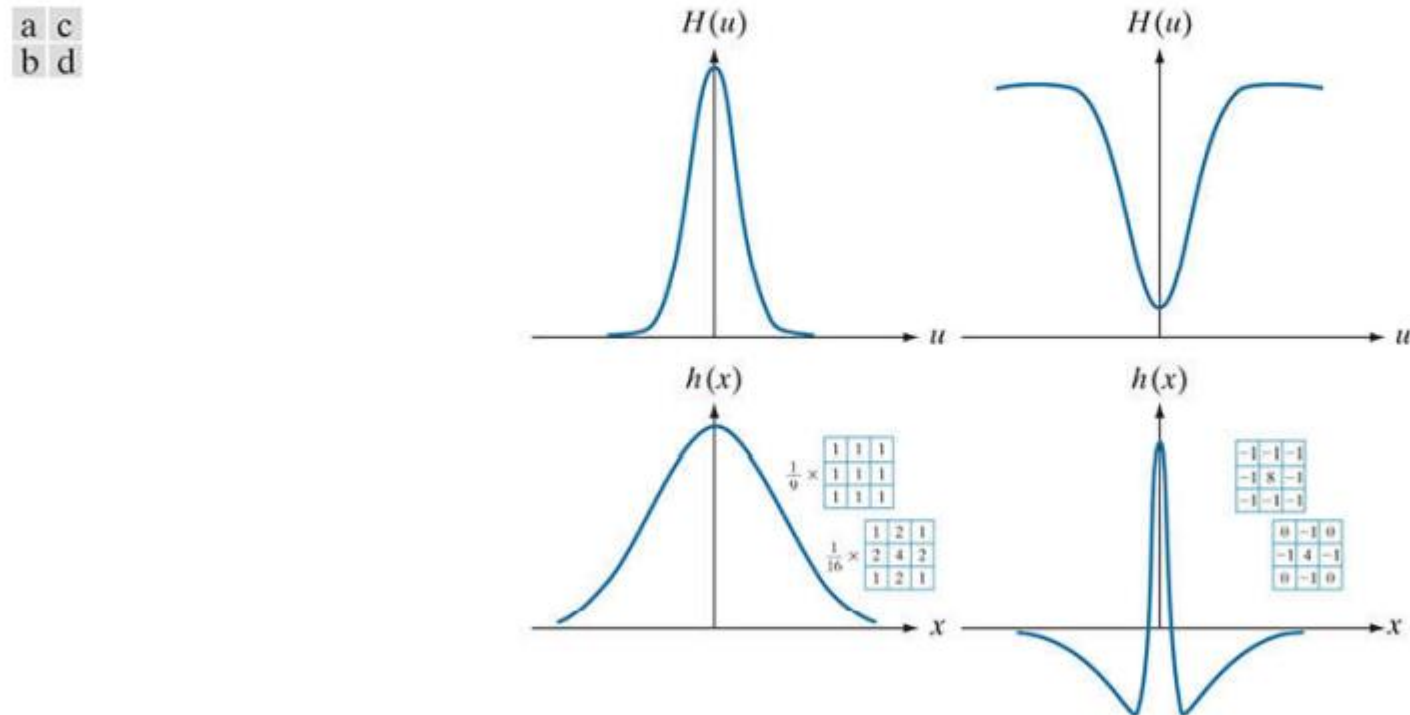 a c
b d
H(u)
u
H(u)
u
h(x)
1/9 ×
1 1 1
1 1 1
1 1 1
1/16 ×
1 2 1
2 4 2
1 2 1
x
h(x)
-1 -1 -1
-1 8 -1
-1 -1 -1
0 -1 0
-1 4 -1
0 -1 0
x